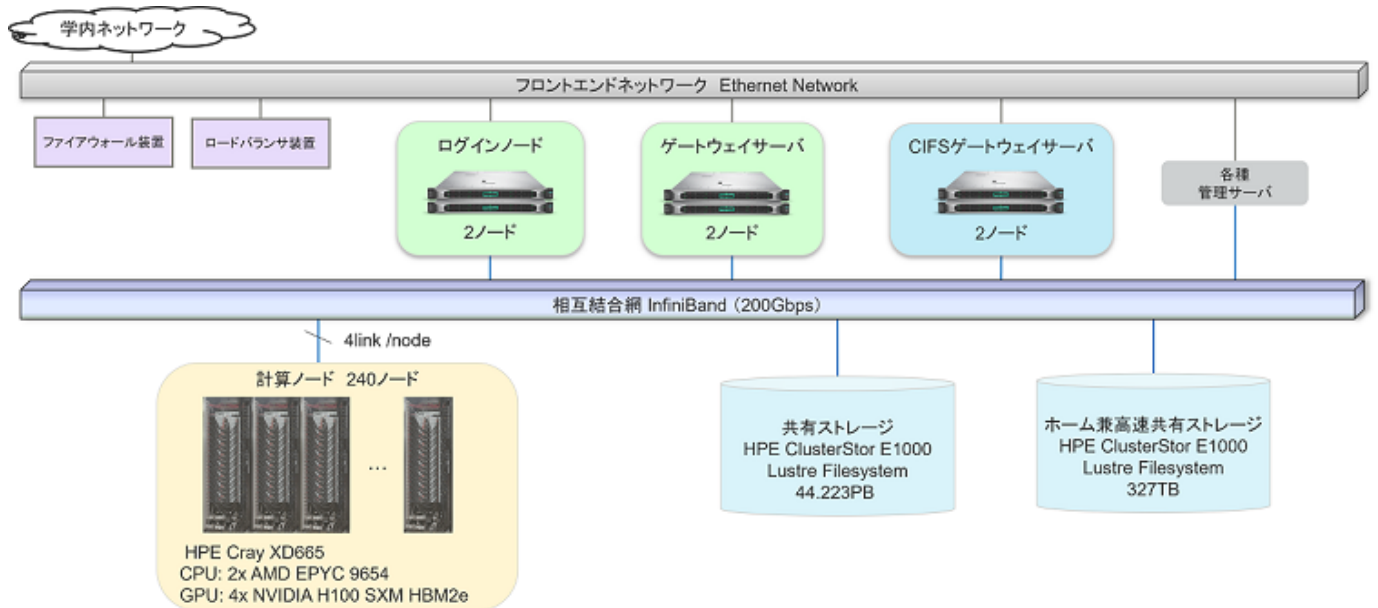 学内ネットワーク
フロントエンドネットワーク Ethernet Network
ファイアウォール装置
ロードバランサ装置
ログインノード
2ノード
ゲートウェイサーバ
2ノード
CIFSゲートウェイサーバ
2ノード
各種
管理サーバ
相互結合網 InfiniBand（200Gbps）
4link /node
計算ノード 240ノード
...
HPE Cray XD665
CPU: 2x AMD EPYC 9654
GPU: 4x NVIDIA H100 SXM HBM2e
共有ストレージ
HPE ClusterStor E1000
Lustre Filesystem
44.223PB
ホーム兼高速共有ストレージ
HPE ClusterStor E1000
Lustre Filesystem
327TB